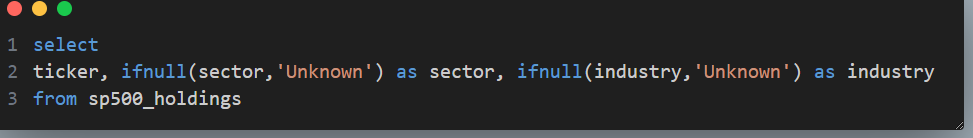 1 select
2 ticker, ifnull(sector,'Unknown') as sector, ifnull(industry,'Unknown') as industry
3 from sp500_holdings